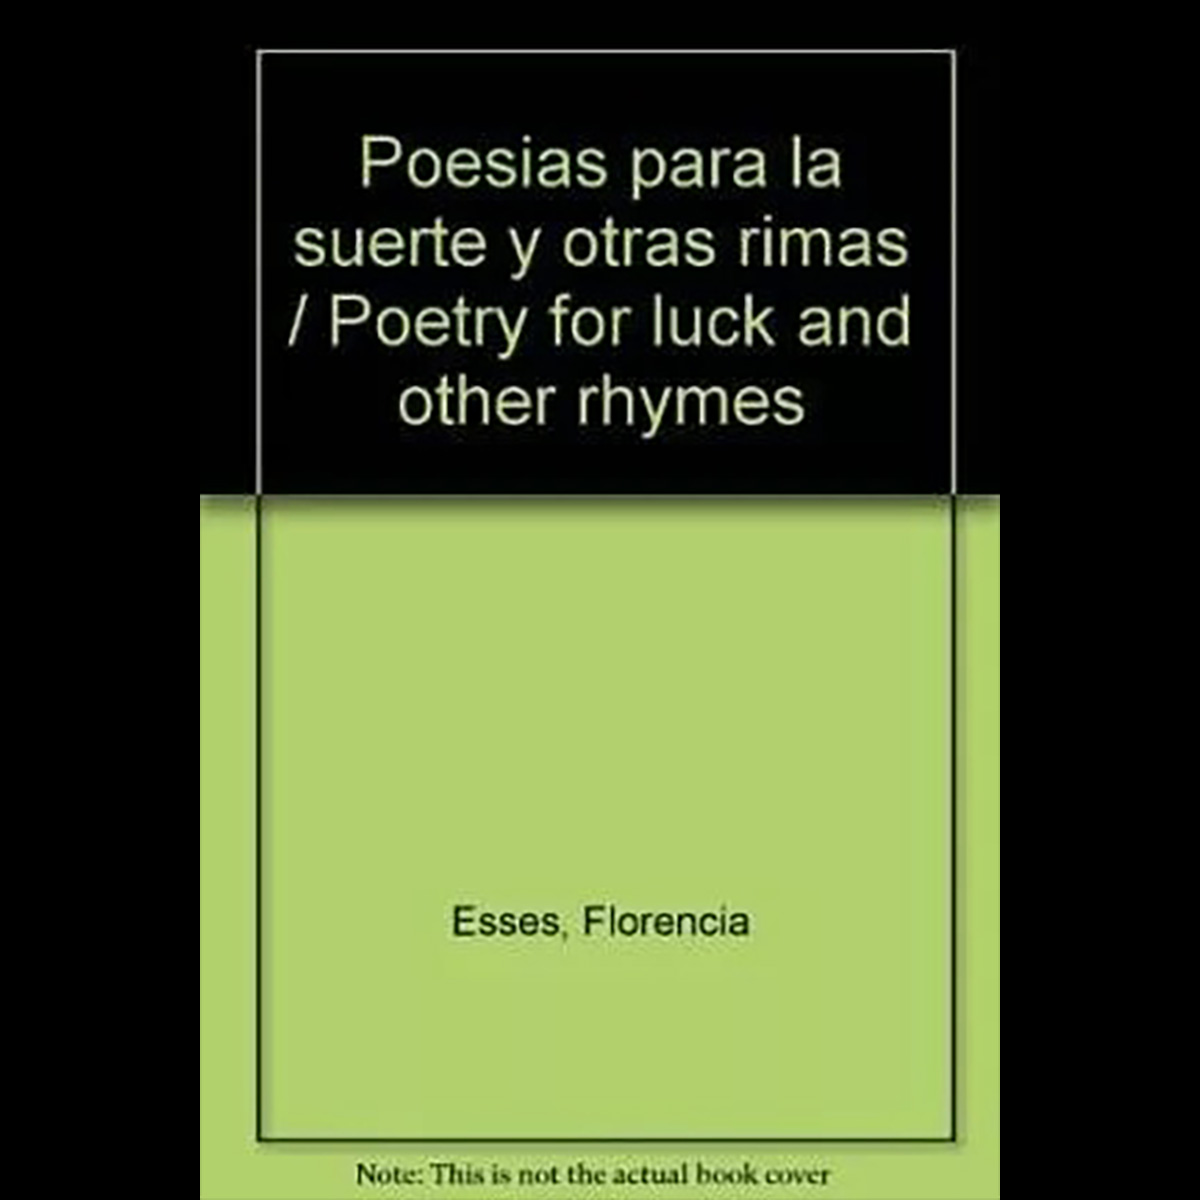 Poesias para la
suerte y otras rimas
/ Poetry for luck and
other rhymes
Esses, Florencia
Note: This is not the actual book cover